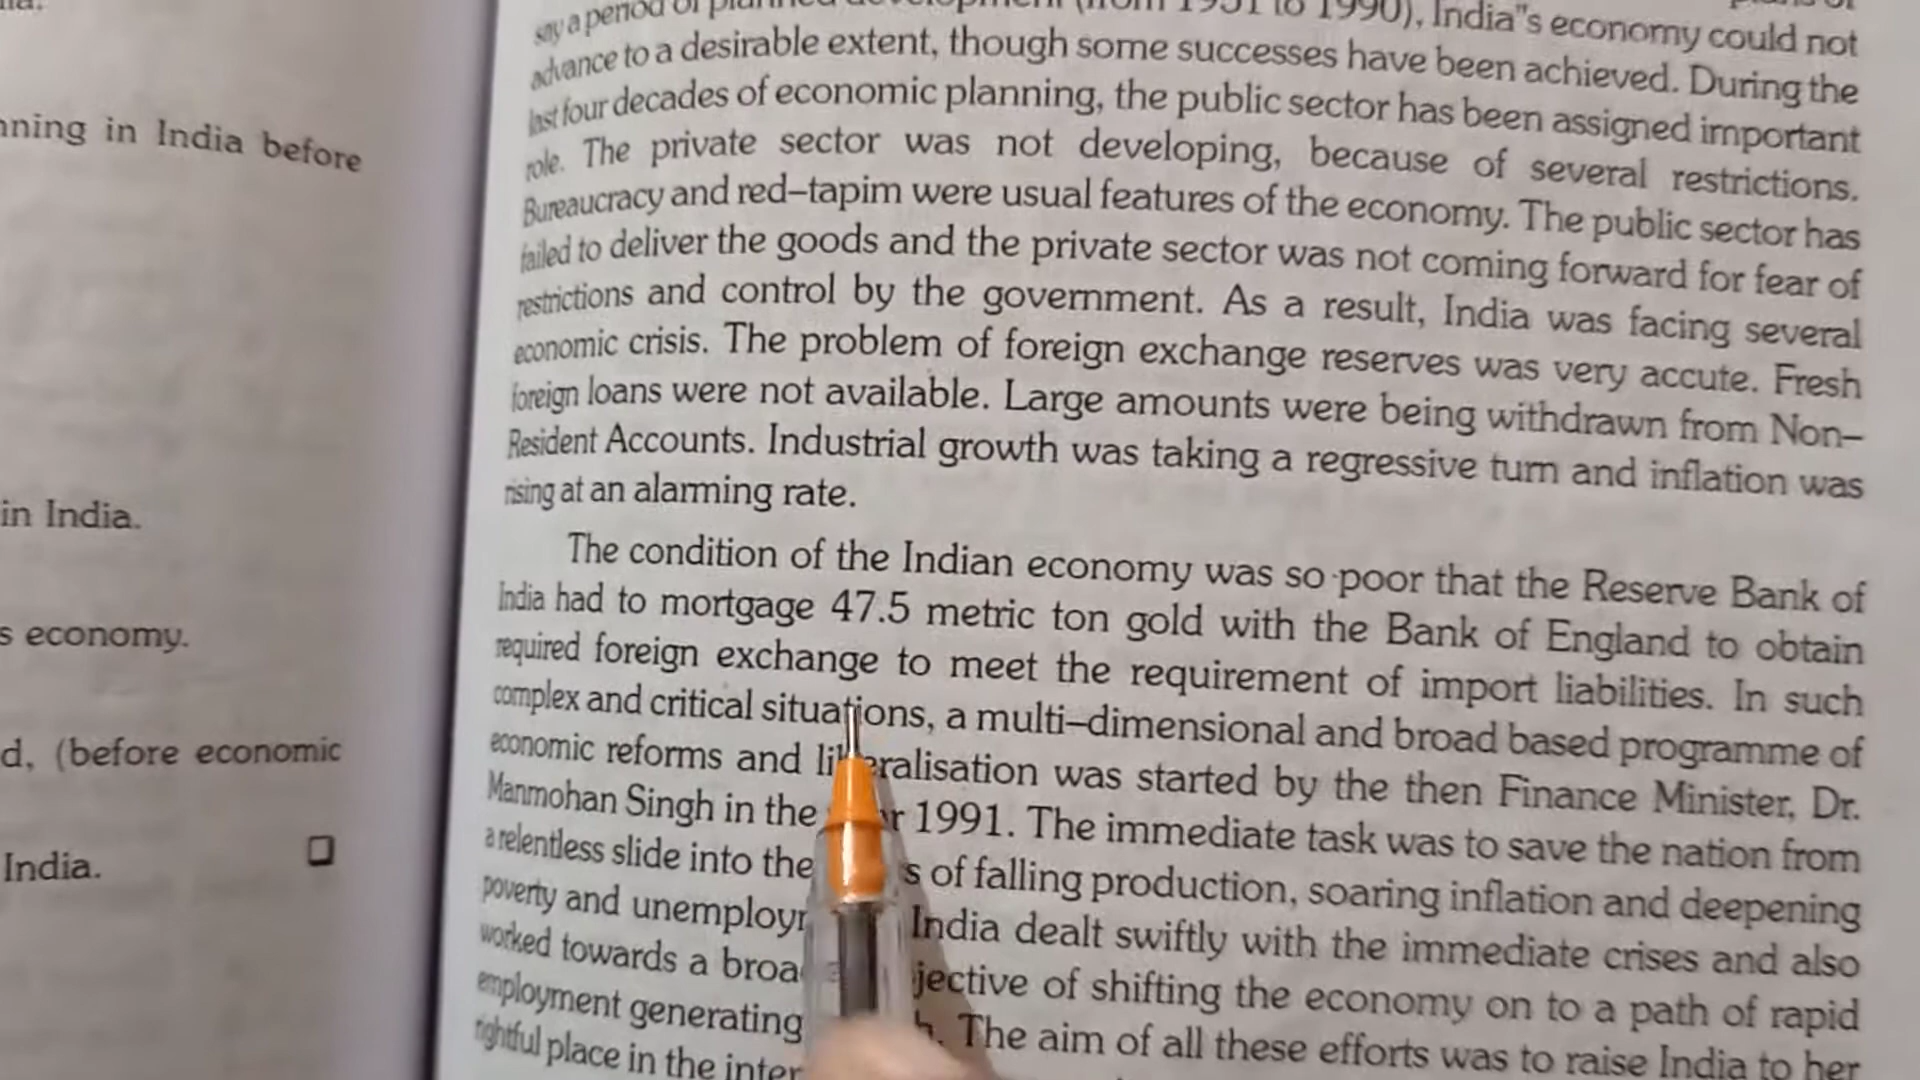 nning in India before
in India.
s economy.
d, (before economic
India.
say a period of planned development (from 1951 to 1990), India"s economy could not
advance to a desirable extent, though some successes have been achieved. During the
last four decades of economic planning, the public sector has been assigned important
role. The private sector was not developing, because of several restrictions.
Bureaucracy and red–tapim were usual features of the economy. The public sector has
failed to deliver the goods and the private sector was not coming forward for fear of
restrictions and control by the government. As a result, India was facing several
economic crisis. The problem of foreign exchange reserves was very accute. Fresh
foreign loans were not available. Large amounts were being withdrawn from Non–
Resident Accounts. Industrial growth was taking a regressive turn and inflation was
rising at an alarming rate.
The condition of the Indian economy was so poor that the Reserve Bank of
India had to mortgage 47.5 metric ton gold with the Bank of England to obtain
required foreign exchange to meet the requirement of import liabilities. In such
complex and critical situations, a multi–dimensional and broad based programme of
economic reforms and liberalisation was started by the then Finance Minister, Dr.
Manmohan Singh in the r 1991. The immediate task was to save the nation from
a relentless slide into the s of falling production, soaring inflation and deepening
poverty and unemployr India dealt swiftly with the immediate crises and also
worked towards a broa jective of shifting the economy on to a path of rapid
employment generating h. The aim of all these efforts was to raise India to her
rightful place in the inter